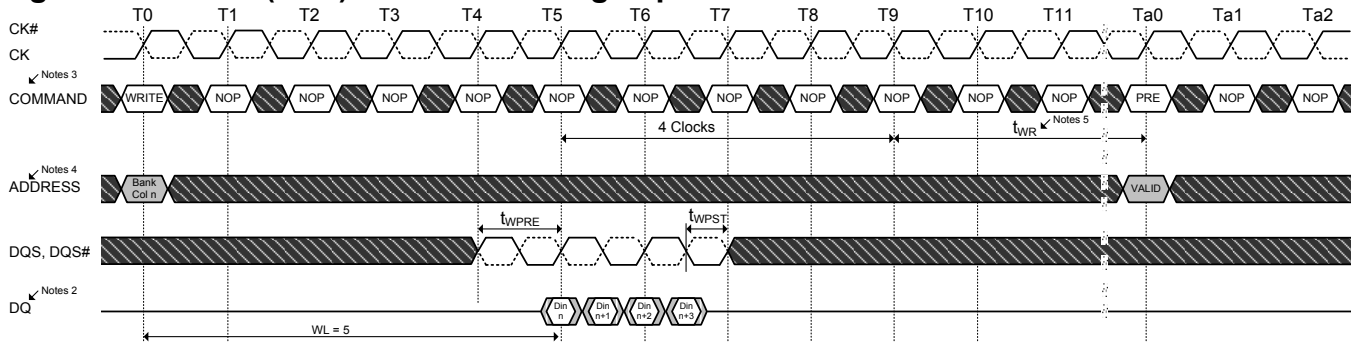 T0 T1 T2 T3 T4 T5 T6 T7 T8 T9 T10 T11 Ta0 Ta1 Ta2
CK#
CK
Notes 3
COMMAND WRITE NOP NOP NOP NOP NOP NOP NOP NOP NOP NOP NOP PRE NOP NOP
4 Clocks tWR Notes 5
Notes 4
ADDRESS Bank Col n VALID
tWPRE tWPST
DQS, DQS#
Notes 2
DQ Din n Din n+1 Din n+2 Din n+3
WL = 5